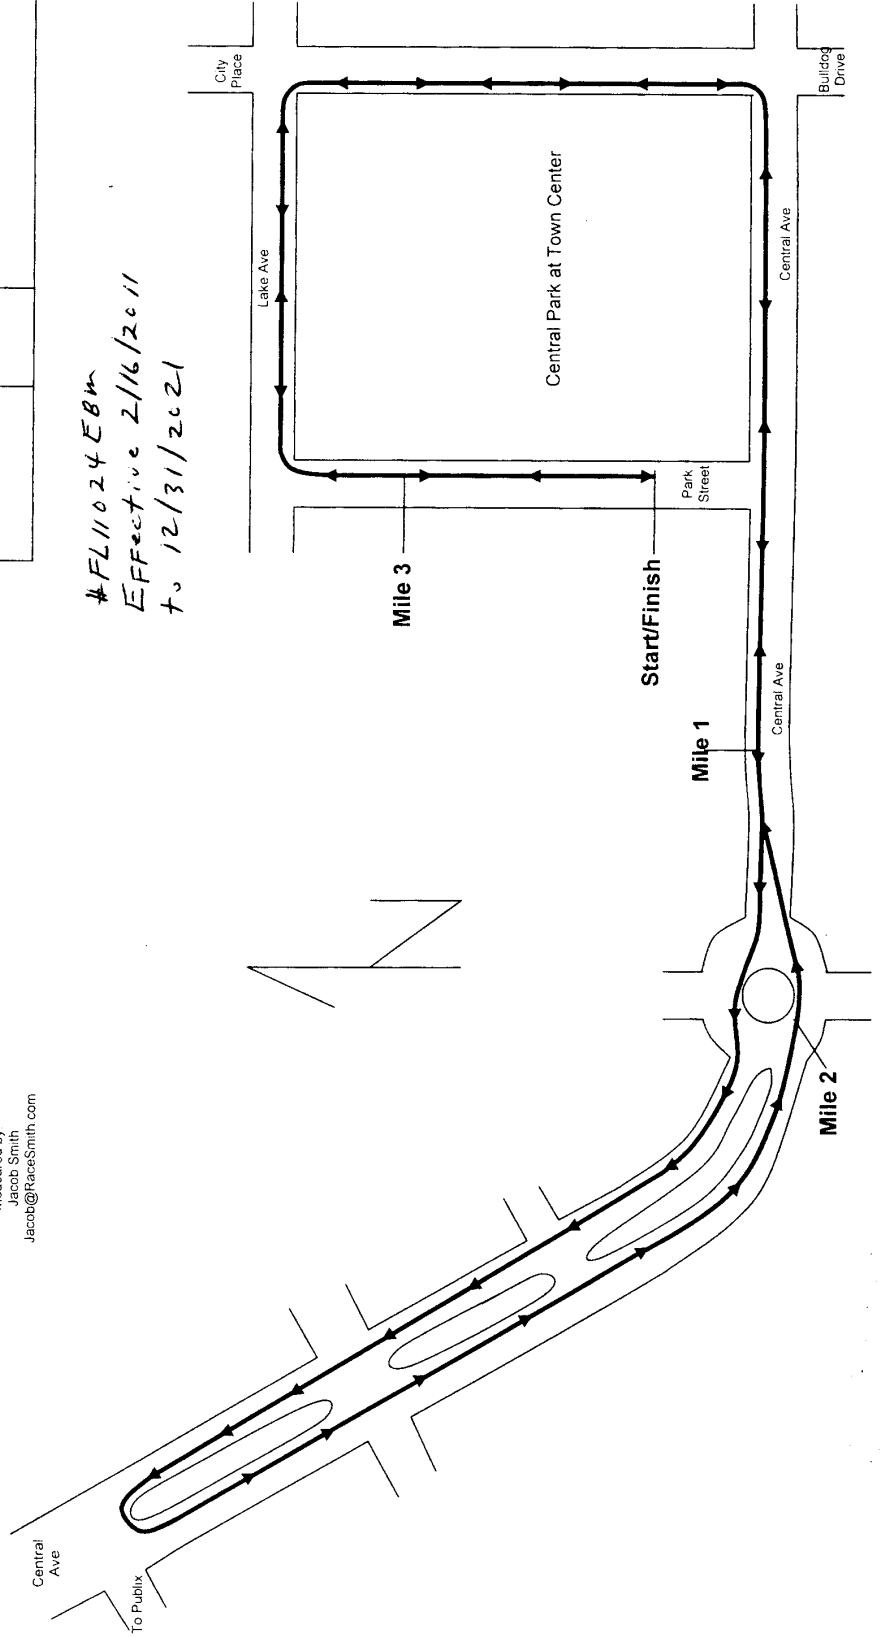 Jacob Smith
Jacob@RaceSmith.com
#FL11024EBM
Effective 2/16/2011
to 12/31/2021
City
Place
Bulldog
Drive
Lake Ave
Central Park at Town Center
Central Ave
Park
Street
Mile 3
Start/Finish
Mile 1
Central Ave
Mile 2
Central
Ave
To Publix